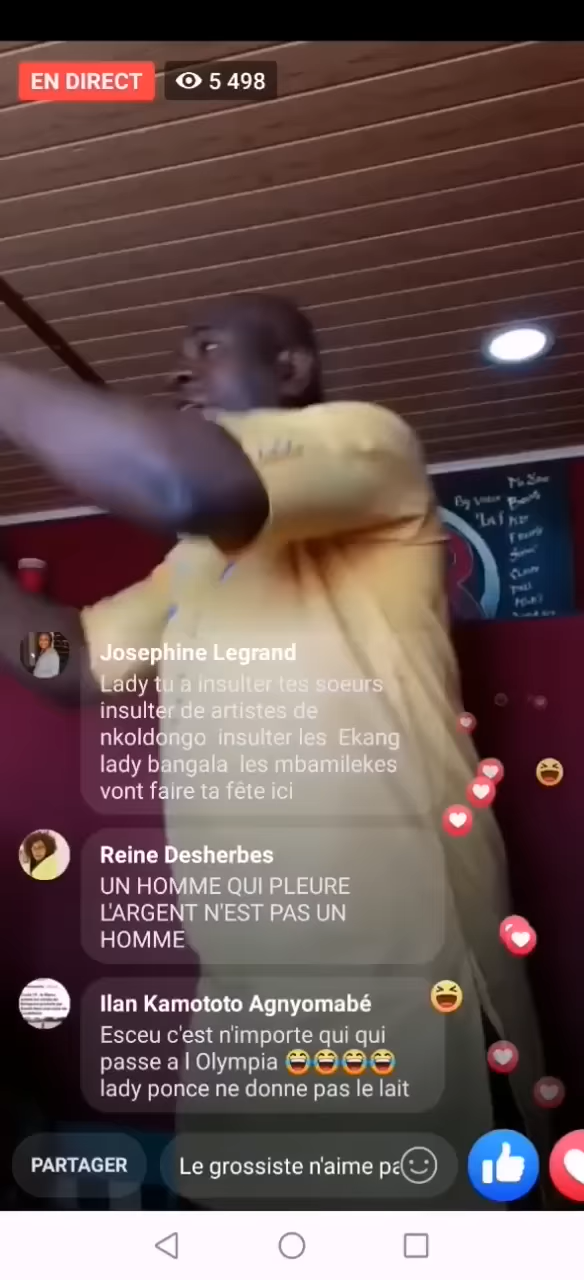 EN DIRECT
5 498
By
Josephine Legrand
Lady tu a insulter tes soeurs
insulter de artistes de
nkoldongo insulter les Ekang
lady bangala les mbamilekes
vont faire ta fête ici
Reine Desherbes
UN HOMME QUI PLEURE
L'ARGENT N'EST PAS UN
HOMME
Ilan Kamototo Agnyomabé
Esceu c'est n'importe qui qui
passe a l Olympia 😂😂😂😂
lady ponce ne donne pas le lait
PARTAGER
Le grossiste n'aime pa